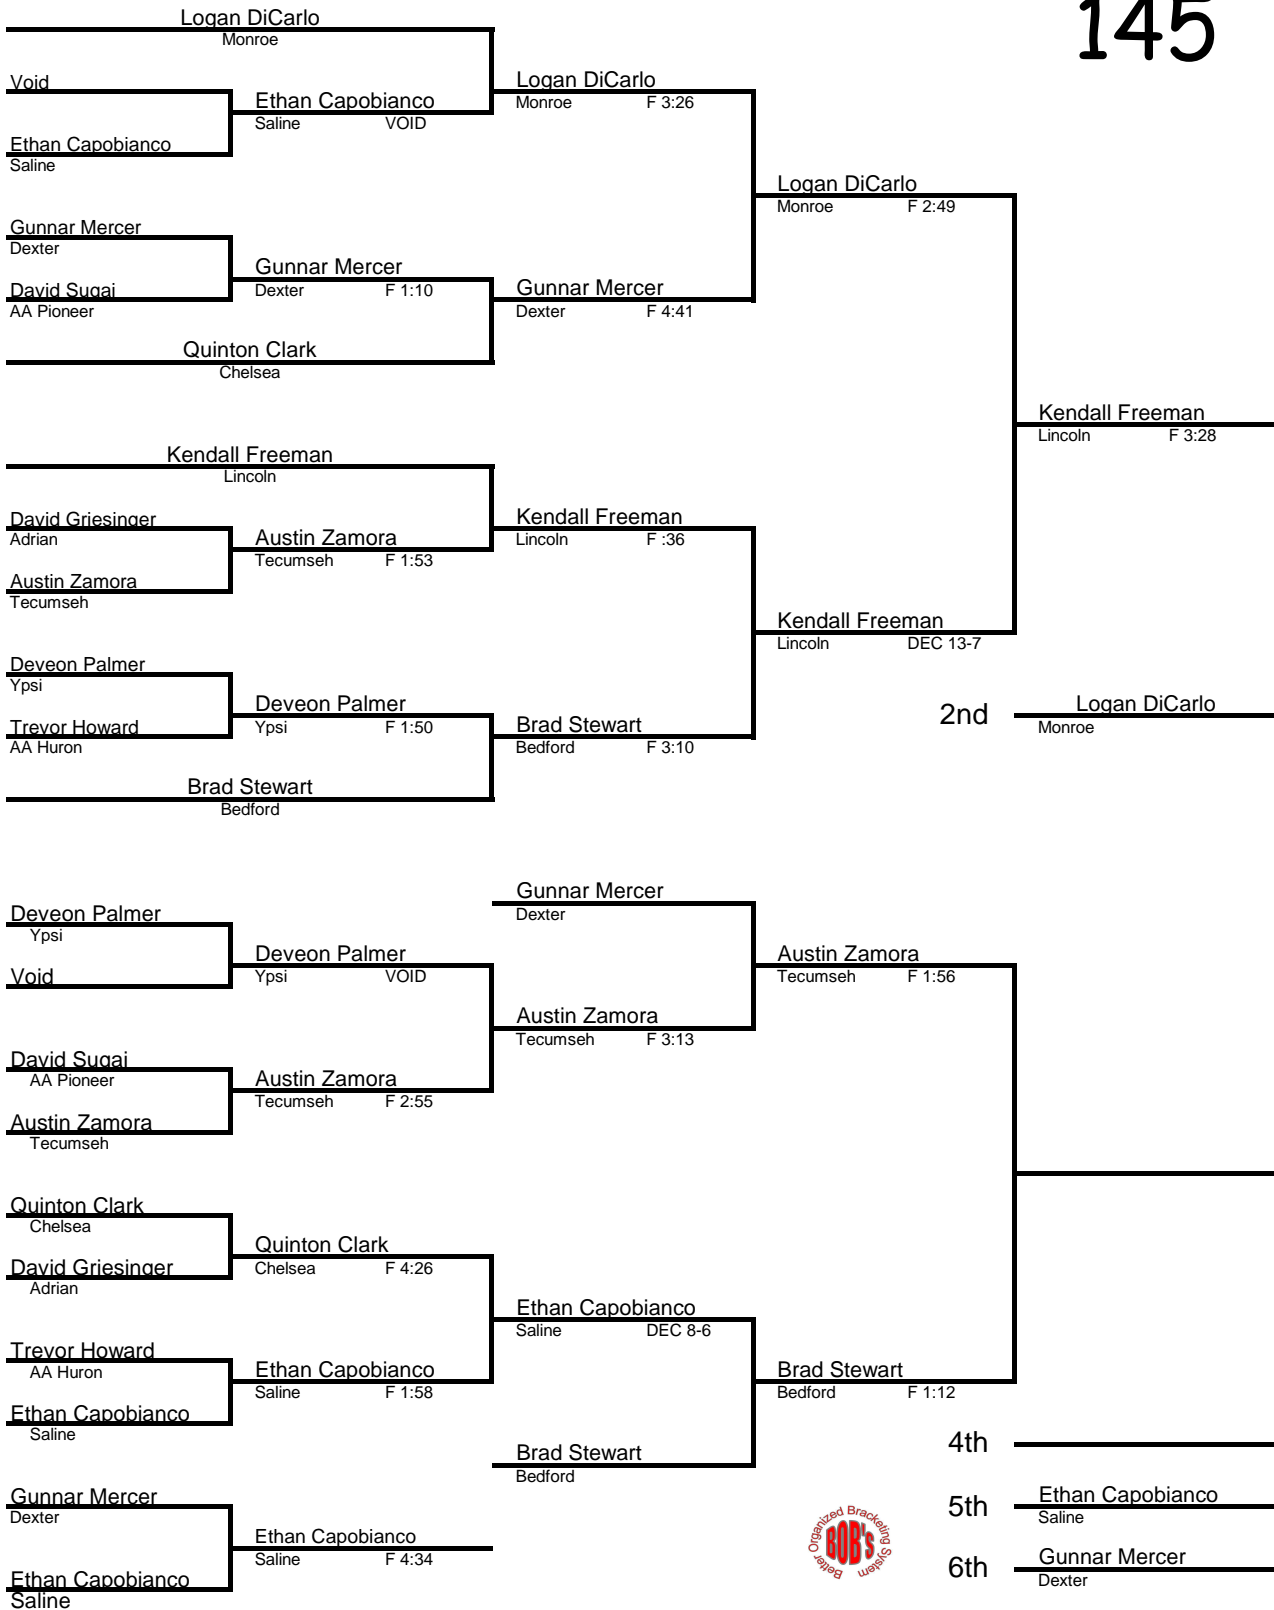 145
Logan DiCarlo
Monroe
Void
Ethan Capobianco
Saline
Ethan Capobianco
Saline VOID
Logan DiCarlo
Monroe F 3:26
Gunnar Mercer
Dexter
David Sugai
AA Pioneer
Gunnar Mercer
Dexter F 1:10
Quinton Clark
Chelsea
Gunnar Mercer
Dexter F 4:41
Logan DiCarlo
Monroe F 2:49
Kendall Freeman
Lincoln
David Griesinger
Adrian
Austin Zamora
Tecumseh
Austin Zamora
Tecumseh F 1:53
Kendall Freeman
Lincoln F :36
Deveon Palmer
Ypsi
Trevor Howard
AA Huron
Deveon Palmer
Ypsi F 1:50
Brad Stewart
Bedford
Brad Stewart
Bedford F 3:10
Kendall Freeman
Lincoln DEC 13-7
Kendall Freeman
Lincoln F 3:28
2nd Logan DiCarlo
Monroe
Deveon Palmer
Ypsi
Void
Deveon Palmer
Ypsi VOID
David Sugai
AA Pioneer
Austin Zamora
Tecumseh
Austin Zamora
Tecumseh F 2:55
Gunnar Mercer
Dexter
Austin Zamora
Tecumseh F 3:13
Austin Zamora
Tecumseh F 1:56
Quinton Clark
Chelsea
David Griesinger
Adrian
Quinton Clark
Chelsea F 4:26
Trevor Howard
AA Huron
Ethan Capobianco
Saline
Ethan Capobianco
Saline F 1:58
Ethan Capobianco
Saline DEC 8-6
Brad Stewart
Bedford
Brad Stewart
Bedford F 1:12
Gunnar Mercer
Dexter
Ethan Capobianco
Saline
Ethan Capobianco
Saline F 4:34
Better Organized Bracketing System
BOB'S
4th
5th Ethan Capobianco
Saline
6th Gunnar Mercer
Dexter